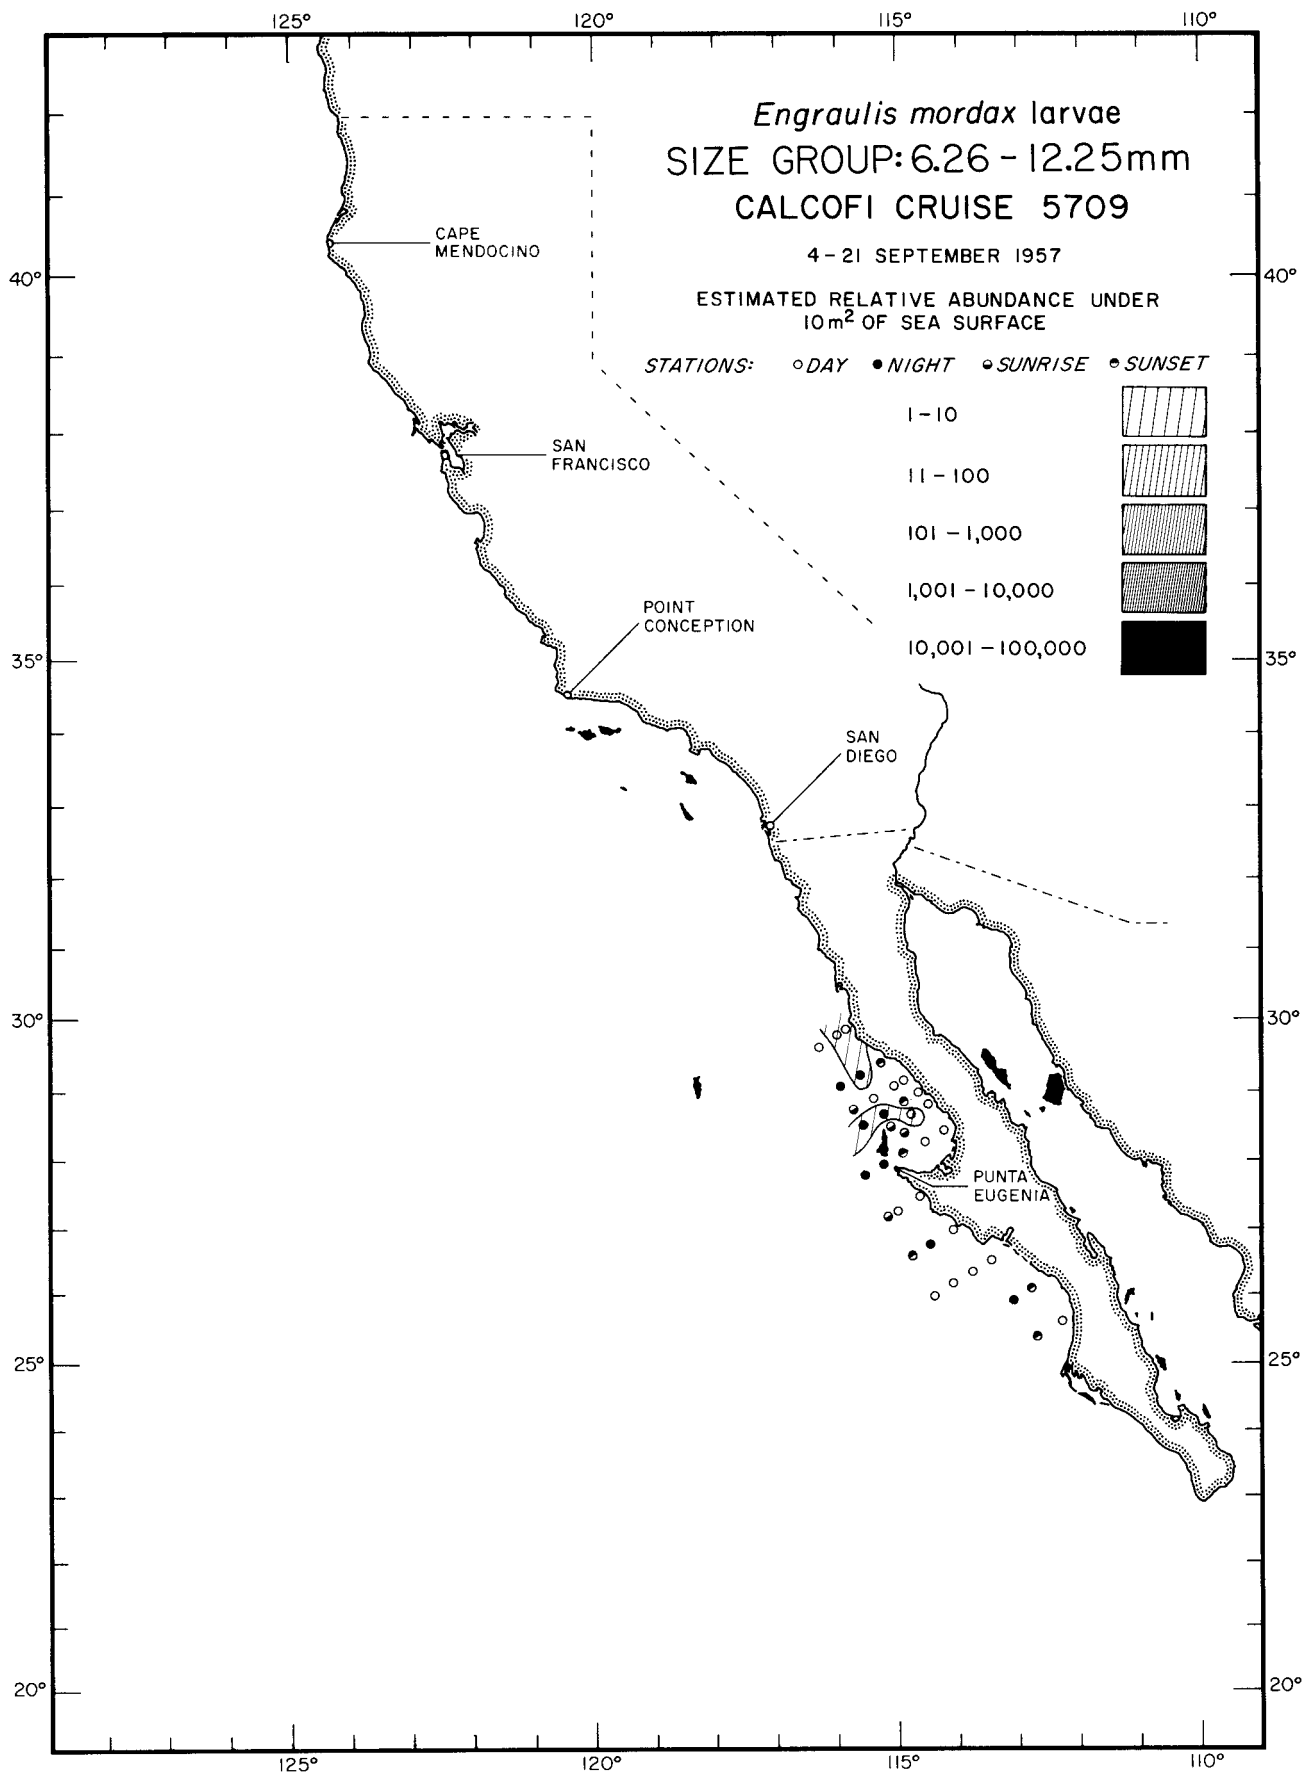 125° 120° 115° 110°
Engraulis mordax larvae
SIZE GROUP: 6.26 - 12.25mm
CALCOFI CRUISE 5709
4 - 21 SEPTEMBER 1957
ESTIMATED RELATIVE ABUNDANCE UNDER
10m² OF SEA SURFACE
STATIONS: ○ DAY ● NIGHT ◒ SUNRISE ◓ SUNSET
1 - 10
11 - 100
101 - 1,000
1,001 - 10,000
10,001 - 100,000
CAPE
MENDOCINO
40° 40°
SAN
FRANCISCO
POINT
CONCEPTION
35° 35°
SAN
DIEGO
30° 30°
PUNTA
EUGENIA
25° 25°
20° 20°
125° 120° 115° 110°